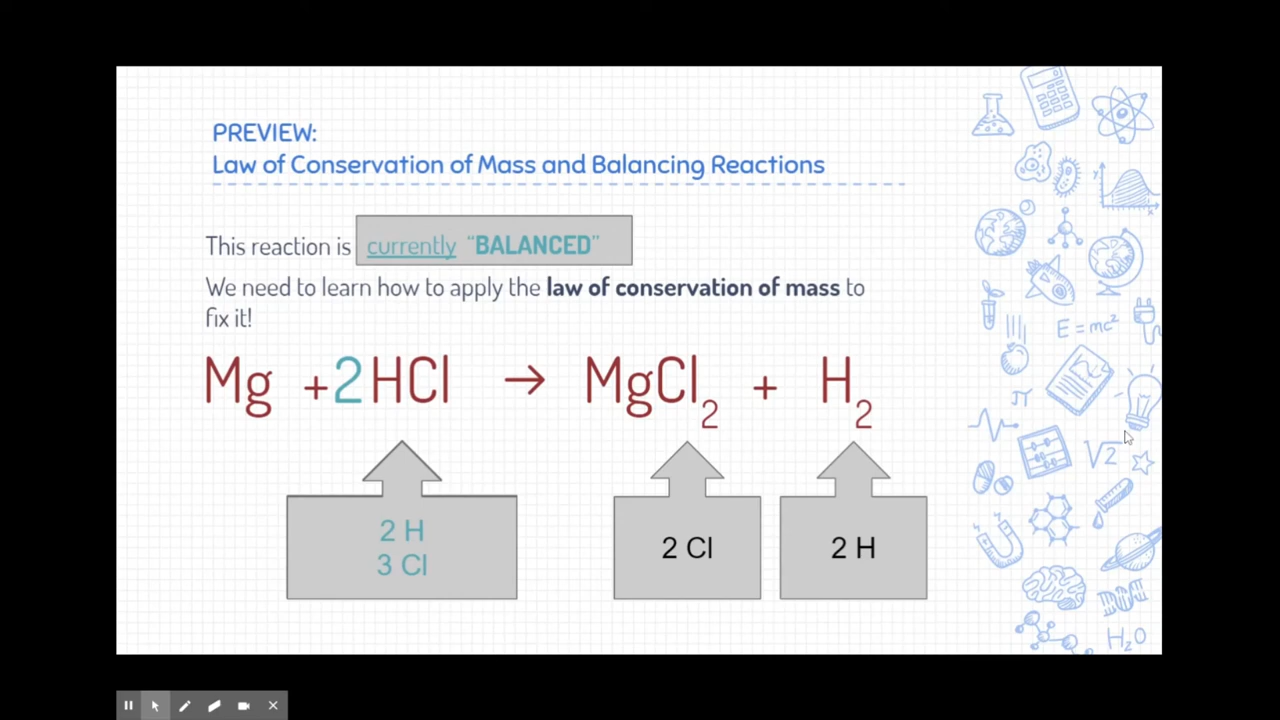 PREVIEW:
Law of Conservation of Mass and Balancing Reactions
This reaction is currently “BALANCED”
We need to learn how to apply the law of conservation of mass to
fix it!
Mg +2HCl → MgCl₂ + H₂
2 H
3 Cl
2 Cl
2 H
y
x
E=mc²
π
√2
H₂O